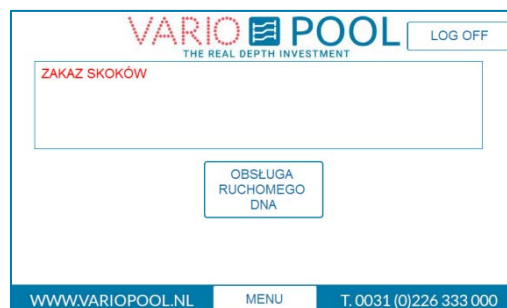 VARIO POOL
THE REAL DEPTH INVESTMENT
LOG OFF
ZAKAZ SKOKÓW
OBSŁUGA
RUCHOMEGO
DNA
WWW.VARIOPOOL.NL
MENU
T. 0031 (0)226 333 000